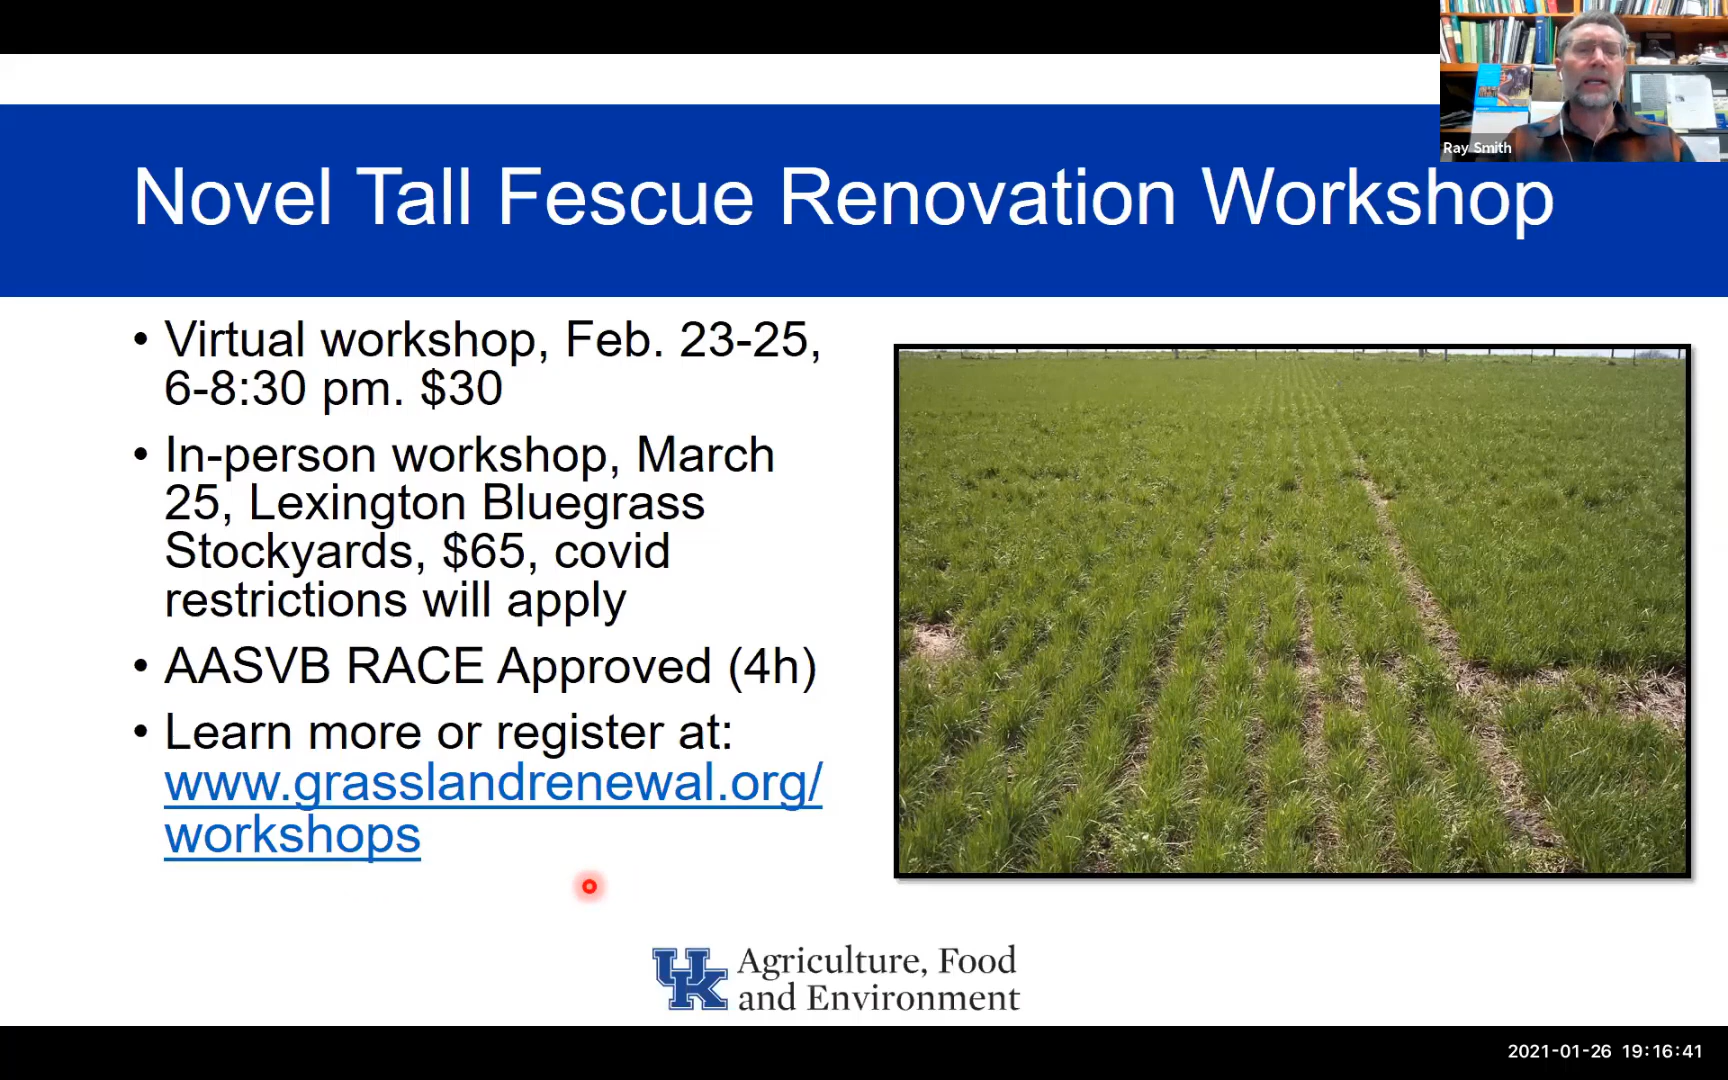 Ray Smith
Novel Tall Fescue Renovation Workshop
• Virtual workshop, Feb. 23-25,
6-8:30 pm. $30
• In-person workshop, March
25, Lexington Bluegrass
Stockyards, $65, covid
restrictions will apply
• AASVB RACE Approved (4h)
• Learn more or register at:
www.grasslandrenewal.org/
workshops
UK Agriculture, Food
and Environment
2021-01-26 19:16:41